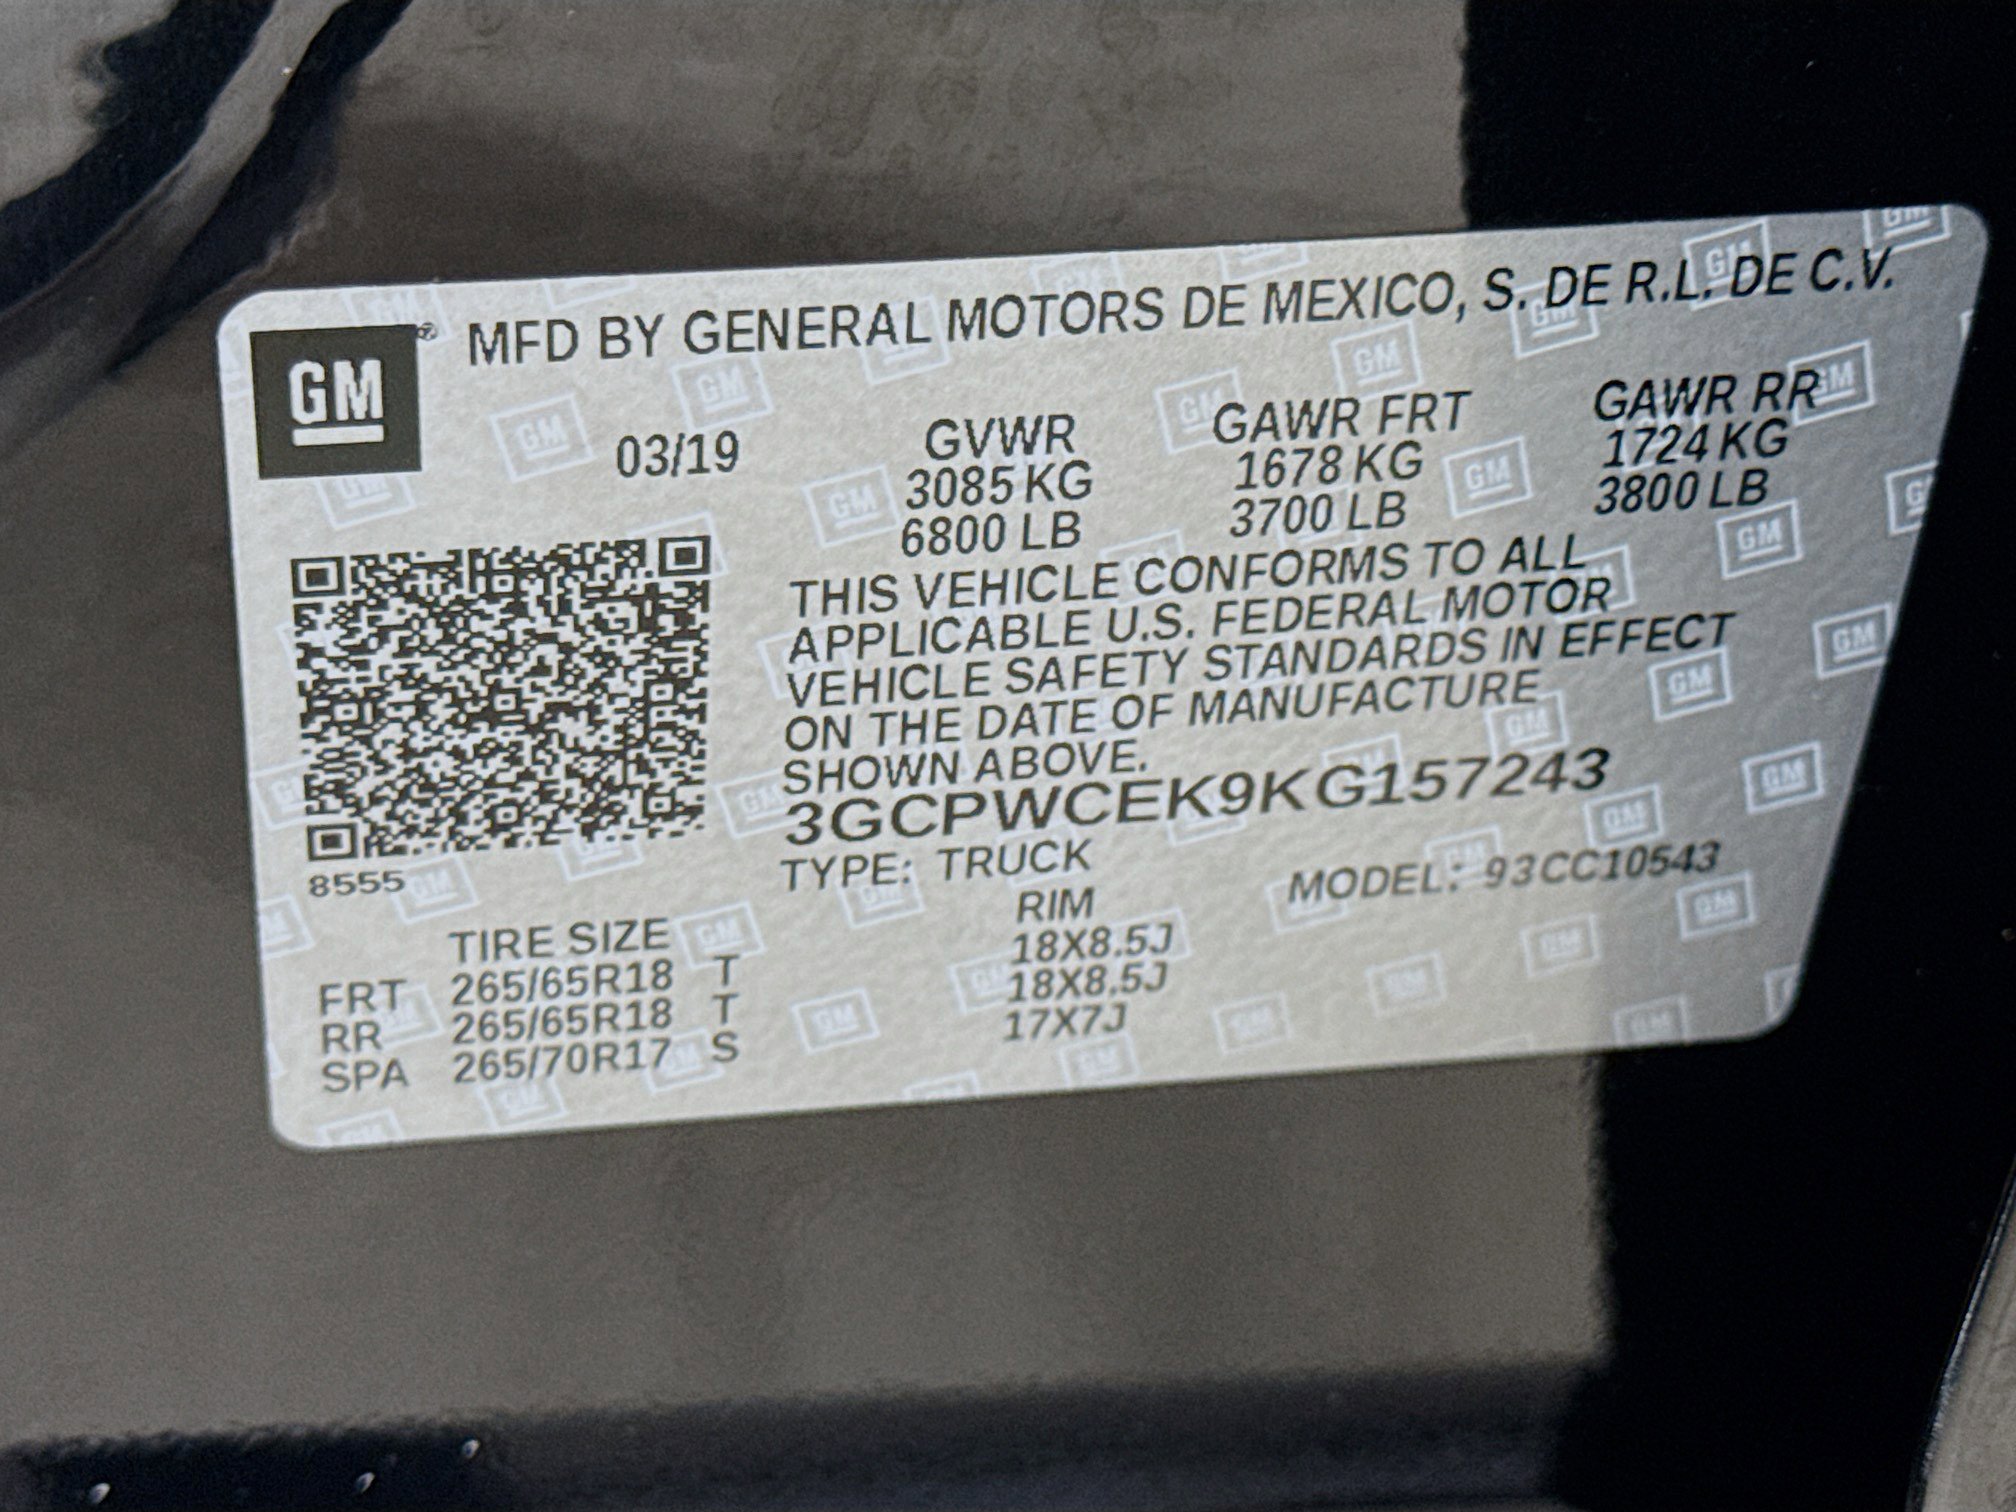 GM ® MFD BY GENERAL MOTORS DE MEXICO, S. DE R.L. DE C.V.
03/19 GVWR GAWR FRT GAWR RR
3085 KG 1678 KG 1724 KG
6800 LB 3700 LB 3800 LB
THIS VEHICLE CONFORMS TO ALL
APPLICABLE U.S. FEDERAL MOTOR
VEHICLE SAFETY STANDARDS IN EFFECT
ON THE DATE OF MANUFACTURE
SHOWN ABOVE.
3GCPWCEK9KG157243
8555
TYPE: TRUCK MODEL: 93CC10543
TIRE SIZE RIM
FRT 265/65R18 T 18X8.5J
RR 265/65R18 T 18X8.5J
SPA 265/70R17 S 17X7J